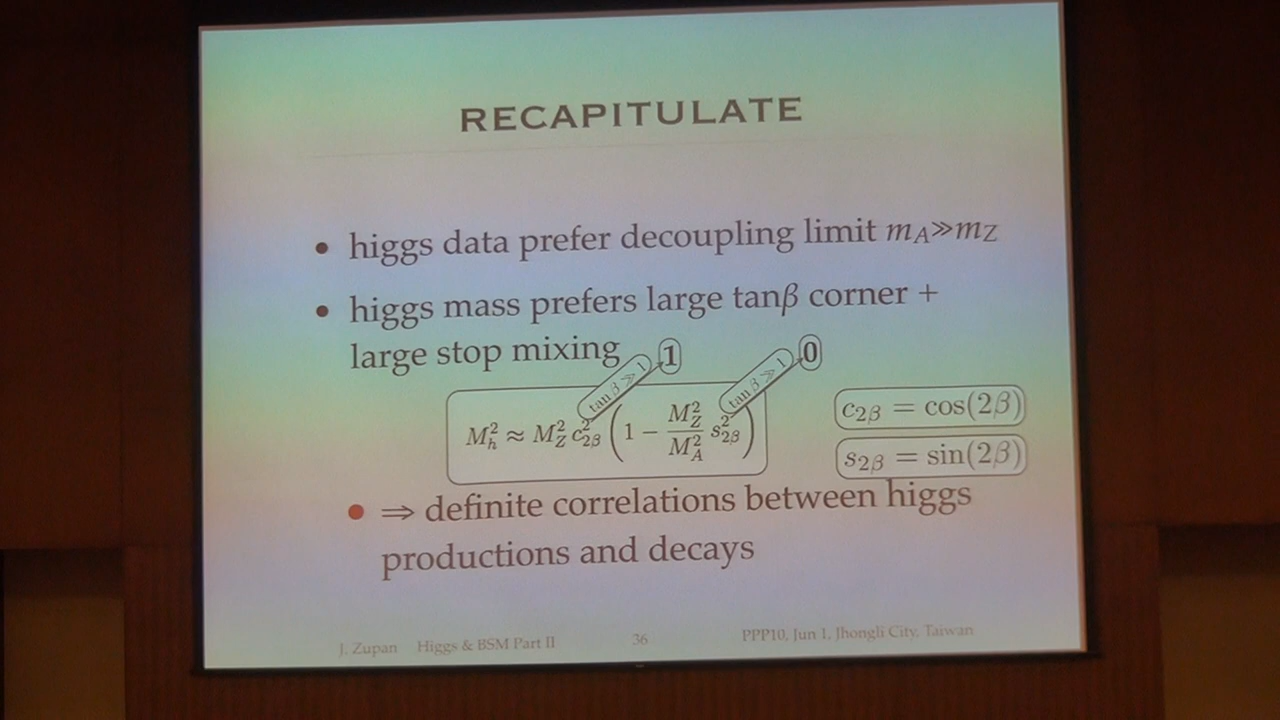 RECAPITULATE
• higgs data prefer decoupling limit m_A≫m_Z
• higgs mass prefers large tanβ corner +
large stop mixing
tan β ≫ 1 1
tan β ≫ 1 0
M_h^2 ≈ M_Z^2 c_{2β}^2 (1 − \frac{M_Z^2}{M_A^2} s_{2β}^2)
c_{2β} = cos(2β)
s_{2β} = sin(2β)
• ⇒ definite correlations between higgs
productions and decays
J. Zupan Higgs & BSM Part II 36 PPP10, Jun 1, Jhongli City, Taiwan